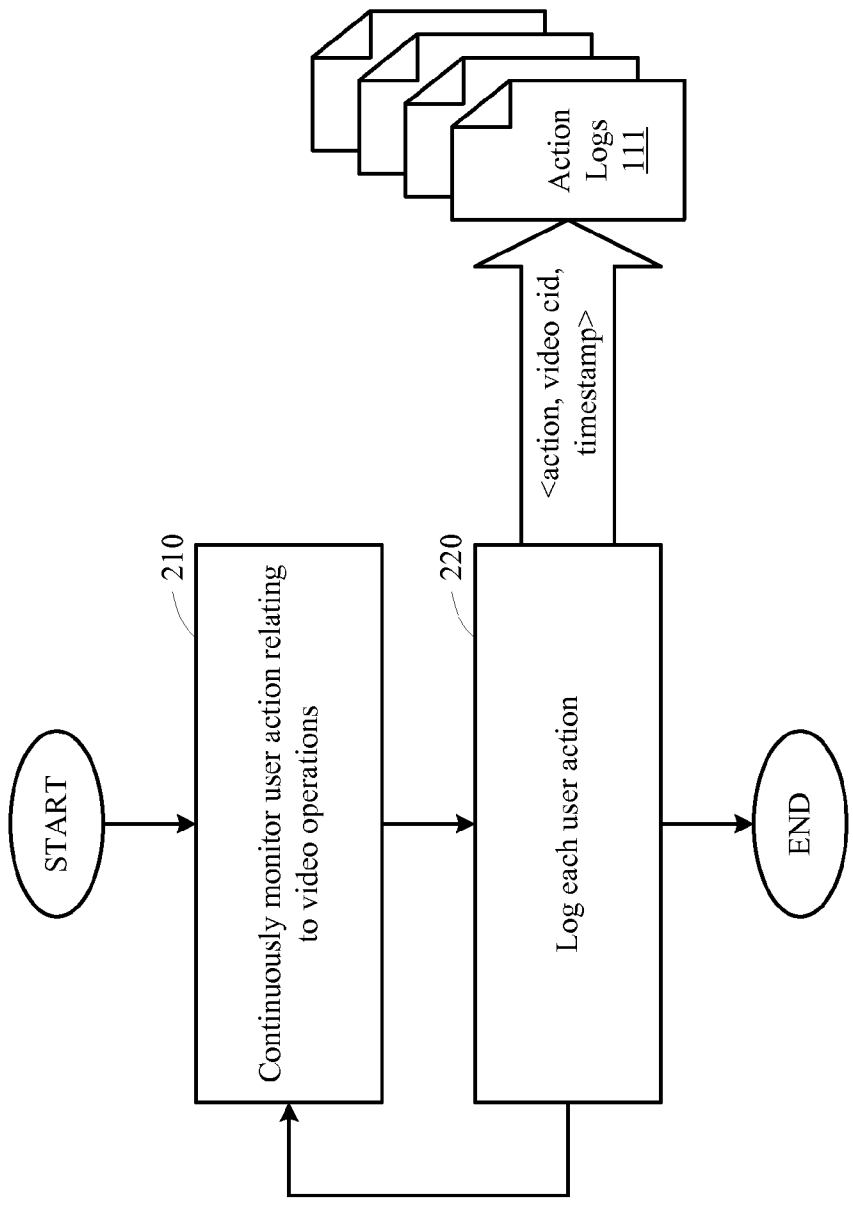 START
210
Continuously monitor user action relating
to video operations
220
Log each user action
<action, video cid,
timestamp>
Action
Logs
111
END